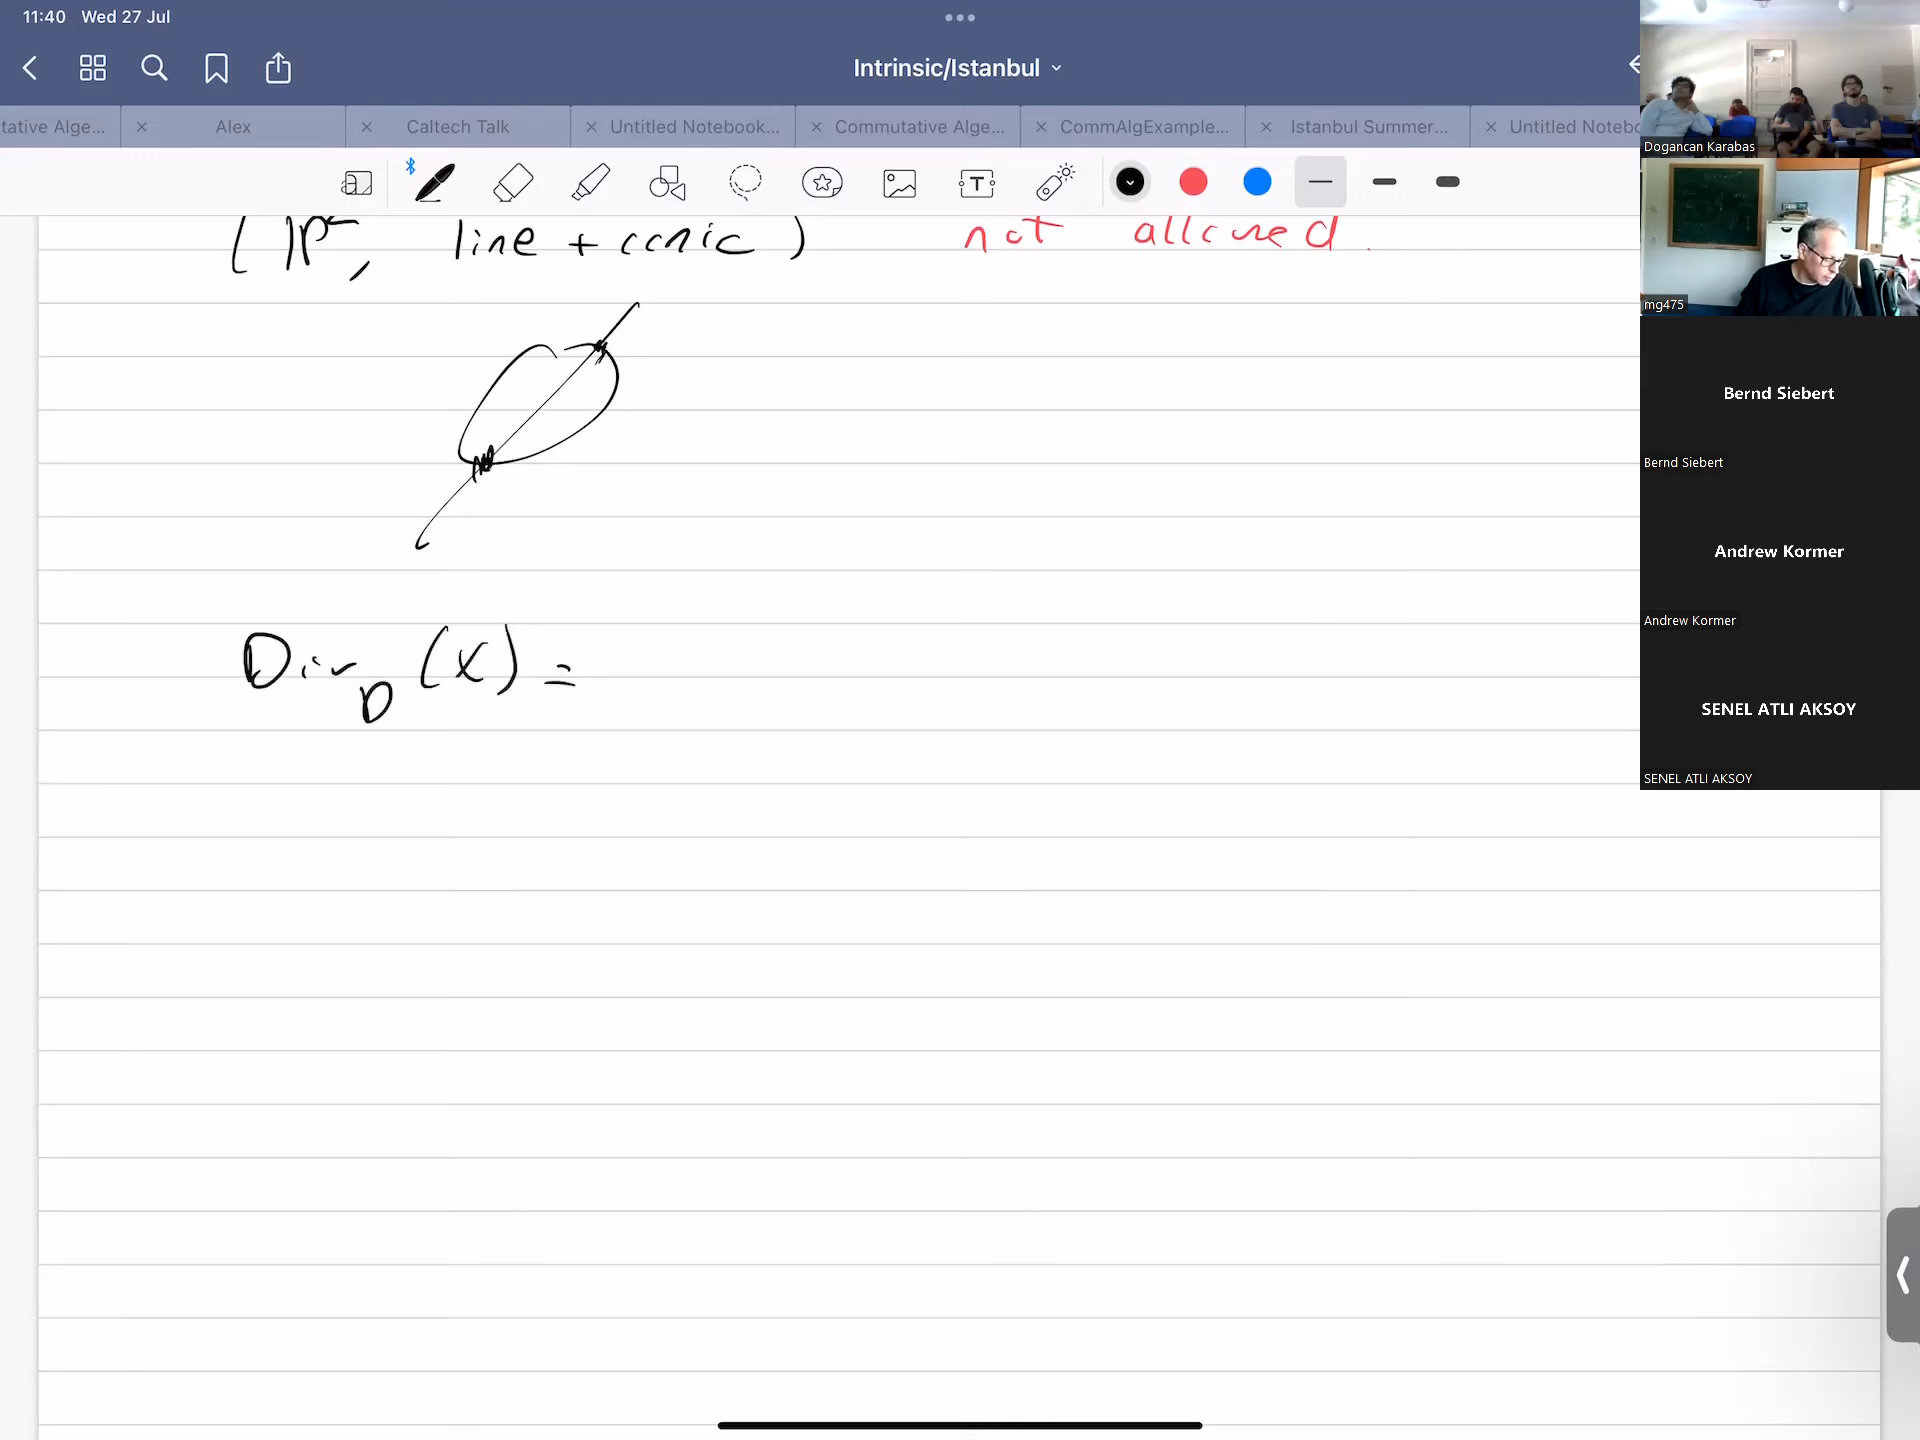 11:40 Wed 27 Jul
Intrinsic/Istanbul
tative Alge... × Alex × Caltech Talk × Untitled Notebook... × Commutative Alge... × CommAlgExample... × Istanbul Summer... × Untitled Notebo
(ℙ², line + conic) not allowed.
Div_D(X) =
Dogancan Karabas
mg475
Bernd Siebert
Bernd Siebert
Andrew Kormer
Andrew Kormer
SENEL ATLI AKSOY
SENEL ATLI AKSOY